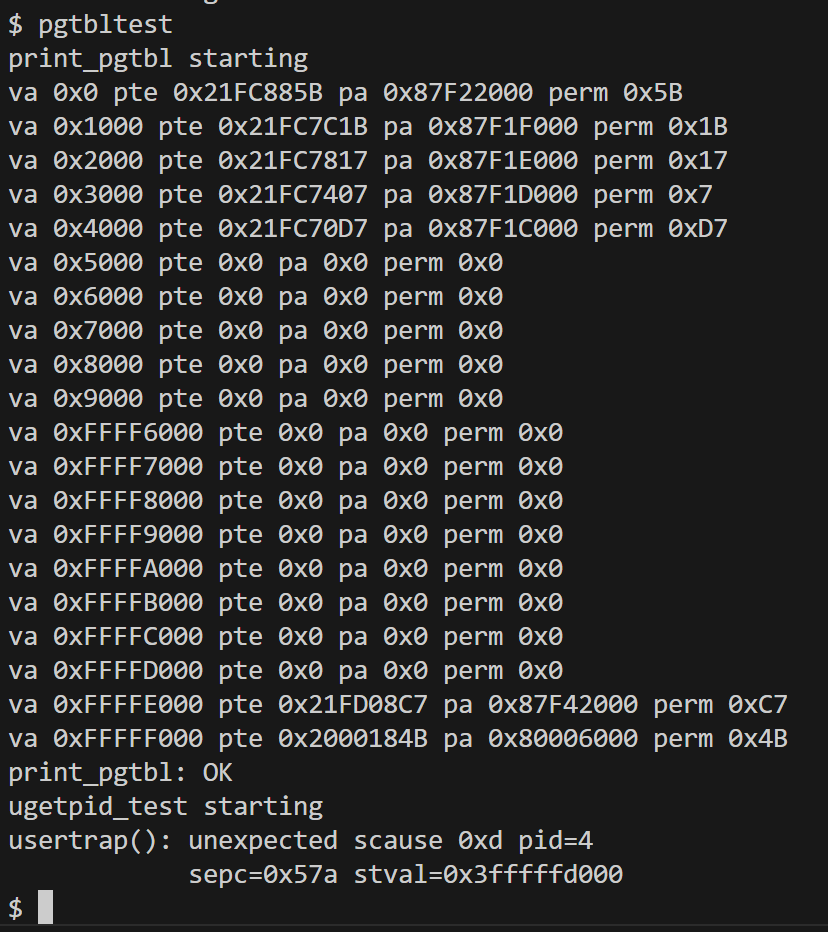 $ pgtbltest
print_pgtbl starting
va 0x0 pte 0x21FC885B pa 0x87F22000 perm 0x5B
va 0x1000 pte 0x21FC7C1B pa 0x87F1F000 perm 0x1B
va 0x2000 pte 0x21FC7817 pa 0x87F1E000 perm 0x17
va 0x3000 pte 0x21FC7407 pa 0x87F1D000 perm 0x7
va 0x4000 pte 0x21FC70D7 pa 0x87F1C000 perm 0xD7
va 0x5000 pte 0x0 pa 0x0 perm 0x0
va 0x6000 pte 0x0 pa 0x0 perm 0x0
va 0x7000 pte 0x0 pa 0x0 perm 0x0
va 0x8000 pte 0x0 pa 0x0 perm 0x0
va 0x9000 pte 0x0 pa 0x0 perm 0x0
va 0xFFFF6000 pte 0x0 pa 0x0 perm 0x0
va 0xFFFF7000 pte 0x0 pa 0x0 perm 0x0
va 0xFFFF8000 pte 0x0 pa 0x0 perm 0x0
va 0xFFFF9000 pte 0x0 pa 0x0 perm 0x0
va 0xFFFFA000 pte 0x0 pa 0x0 perm 0x0
va 0xFFFFB000 pte 0x0 pa 0x0 perm 0x0
va 0xFFFFC000 pte 0x0 pa 0x0 perm 0x0
va 0xFFFFD000 pte 0x0 pa 0x0 perm 0x0
va 0xFFFFE000 pte 0x21FD08C7 pa 0x87F42000 perm 0xC7
va 0xFFFFF000 pte 0x2000184B pa 0x80006000 perm 0x4B
print_pgtbl: OK
ugetpid_test starting
usertrap(): unexpected scause 0xd pid=4
            sepc=0x57a stval=0x3fffffd000
$